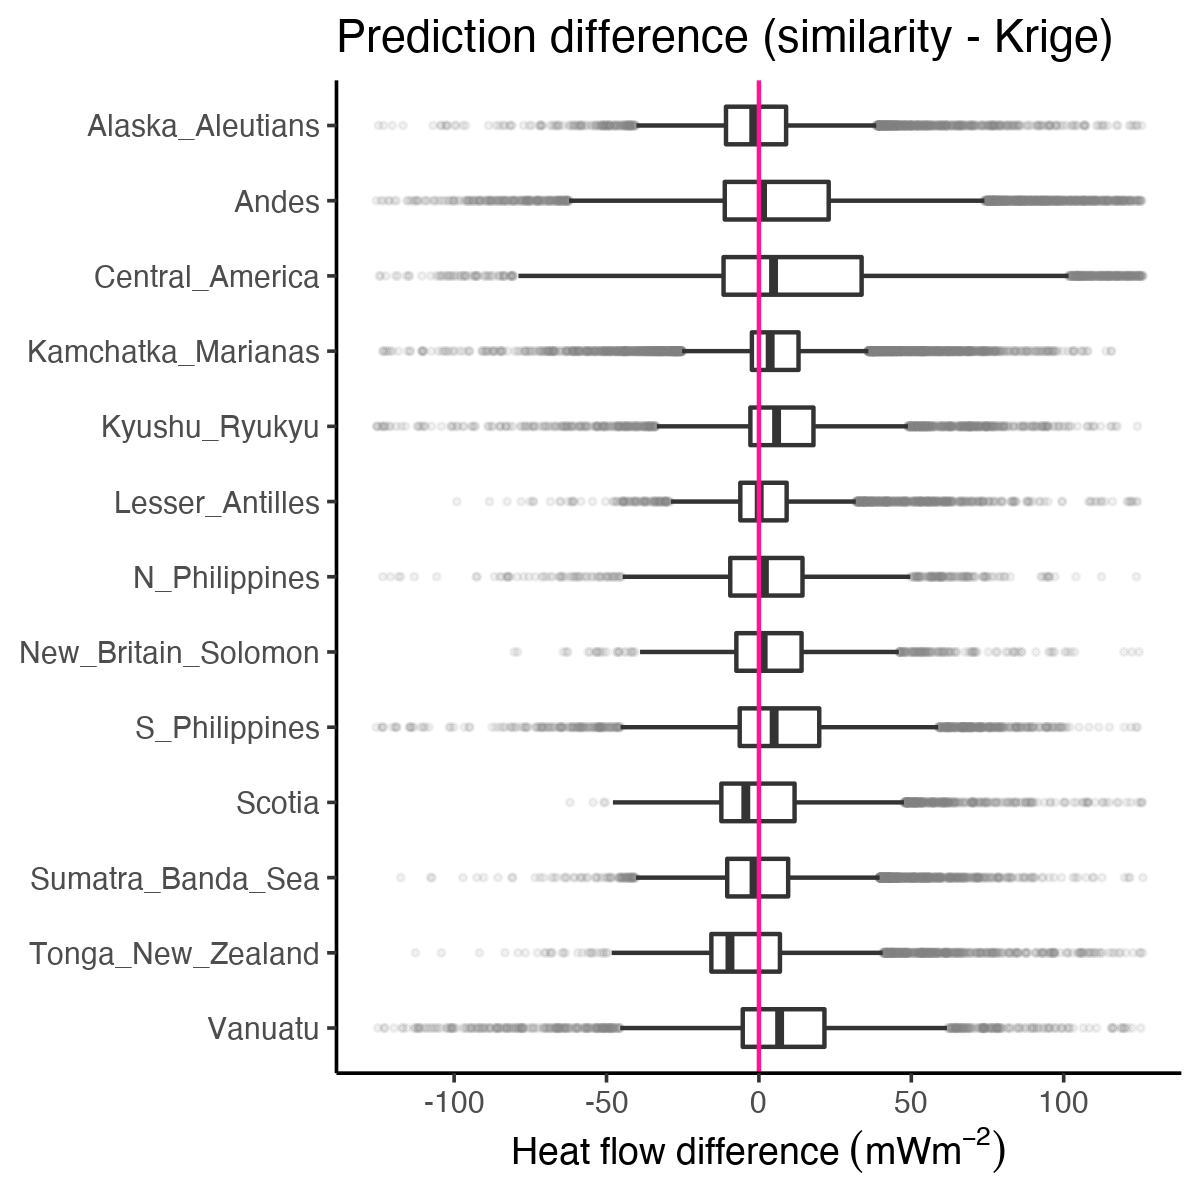 Prediction difference (similarity - Krige)
Alaska_Aleutians
Andes
Central_America
Kamchatka_Marianas
Kyushu_Ryukyu
Lesser_Antilles
N_Philippines
New_Britain_Solomon
S_Philippines
Scotia
Sumatra_Banda_Sea
Tonga_New_Zealand
Vanuatu
-100 -50 0 50 100
Heat flow difference (mWm⁻²)